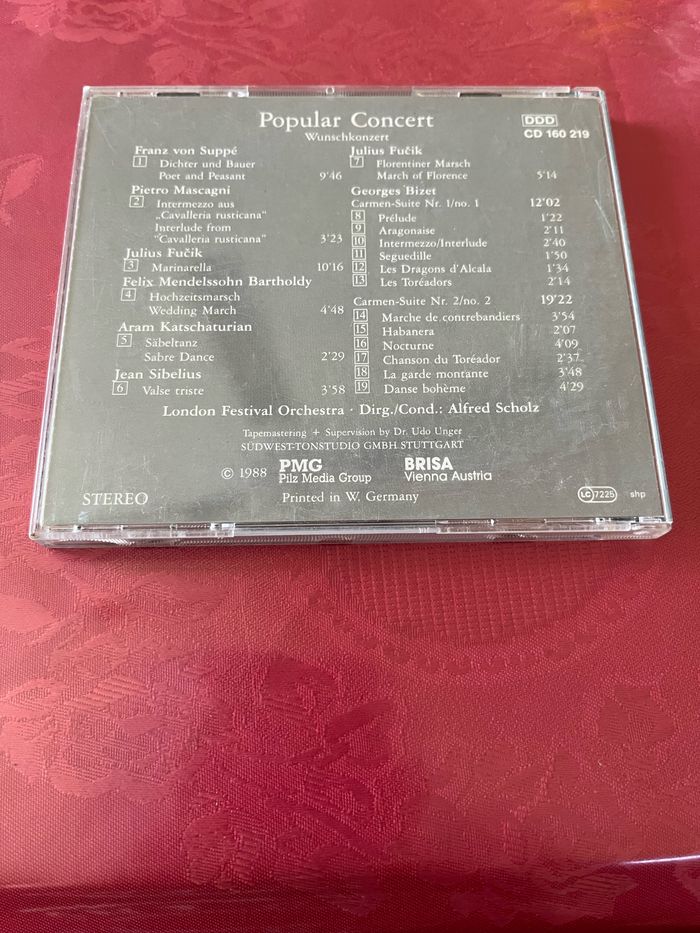 Popular Concert
Wunschkonzert
DDD
CD 160 219
Franz von Suppé
1 Dichter und Bauer
Poet and Peasant 9'46
Pietro Mascagni
2 Intermezzo aus
„Cavalleria rusticana"
Interlude from
"Cavalleria rusticana" 3'23
Julius Fučik
3 Marinarella 10'16
Felix Mendelssohn Bartholdy
4 Hochzeitsmarsch
Wedding March 4'48
Aram Katschaturian
5 Säbeltanz
Sabre Dance 2'29
Jean Sibelius
6 Valse triste 3'58
Julius Fučik
7 Florentiner Marsch
March of Florence 5'14
Georges Bizet
Carmen-Suite Nr. 1/no. 1 12'02
8 Prélude 1'22
9 Aragonaise 2'11
10 Intermezzo/Interlude 2'40
11 Seguedille 1'50
12 Les Dragons d'Alcala 1'34
13 Les Toréadors 2'14
Carmen-Suite Nr. 2/no. 2 19'22
14 Marche de contrebandiers 3'54
15 Habanera 2'07
16 Nocturne 4'09
17 Chanson du Toréador 2'37
18 La garde montante 3'48
19 Danse bohème 4'29
London Festival Orchestra · Dirg./Cond.: Alfred Scholz
Tapemastering + Supervision by Dr. Udo Unger
SÜDWEST-TONSTUDIO GMBH STUTTGART
© 1988 PMG BRISA
Pilz Media Group Vienna Austria
STEREO Printed in W. Germany LC 7225 shp